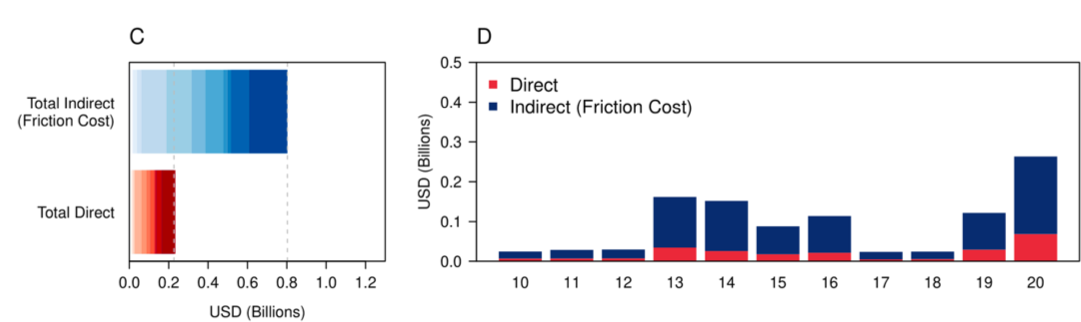 C
Total Indirect
(Friction Cost)
Total Direct
0.0 0.2 0.4 0.6 0.8 1.0 1.2
USD (Billions)
D
USD (Billions)
0.5
0.4
0.3
0.2
0.1
0.0
Direct
Indirect (Friction Cost)
10 11 12 13 14 15 16 17 18 19 20